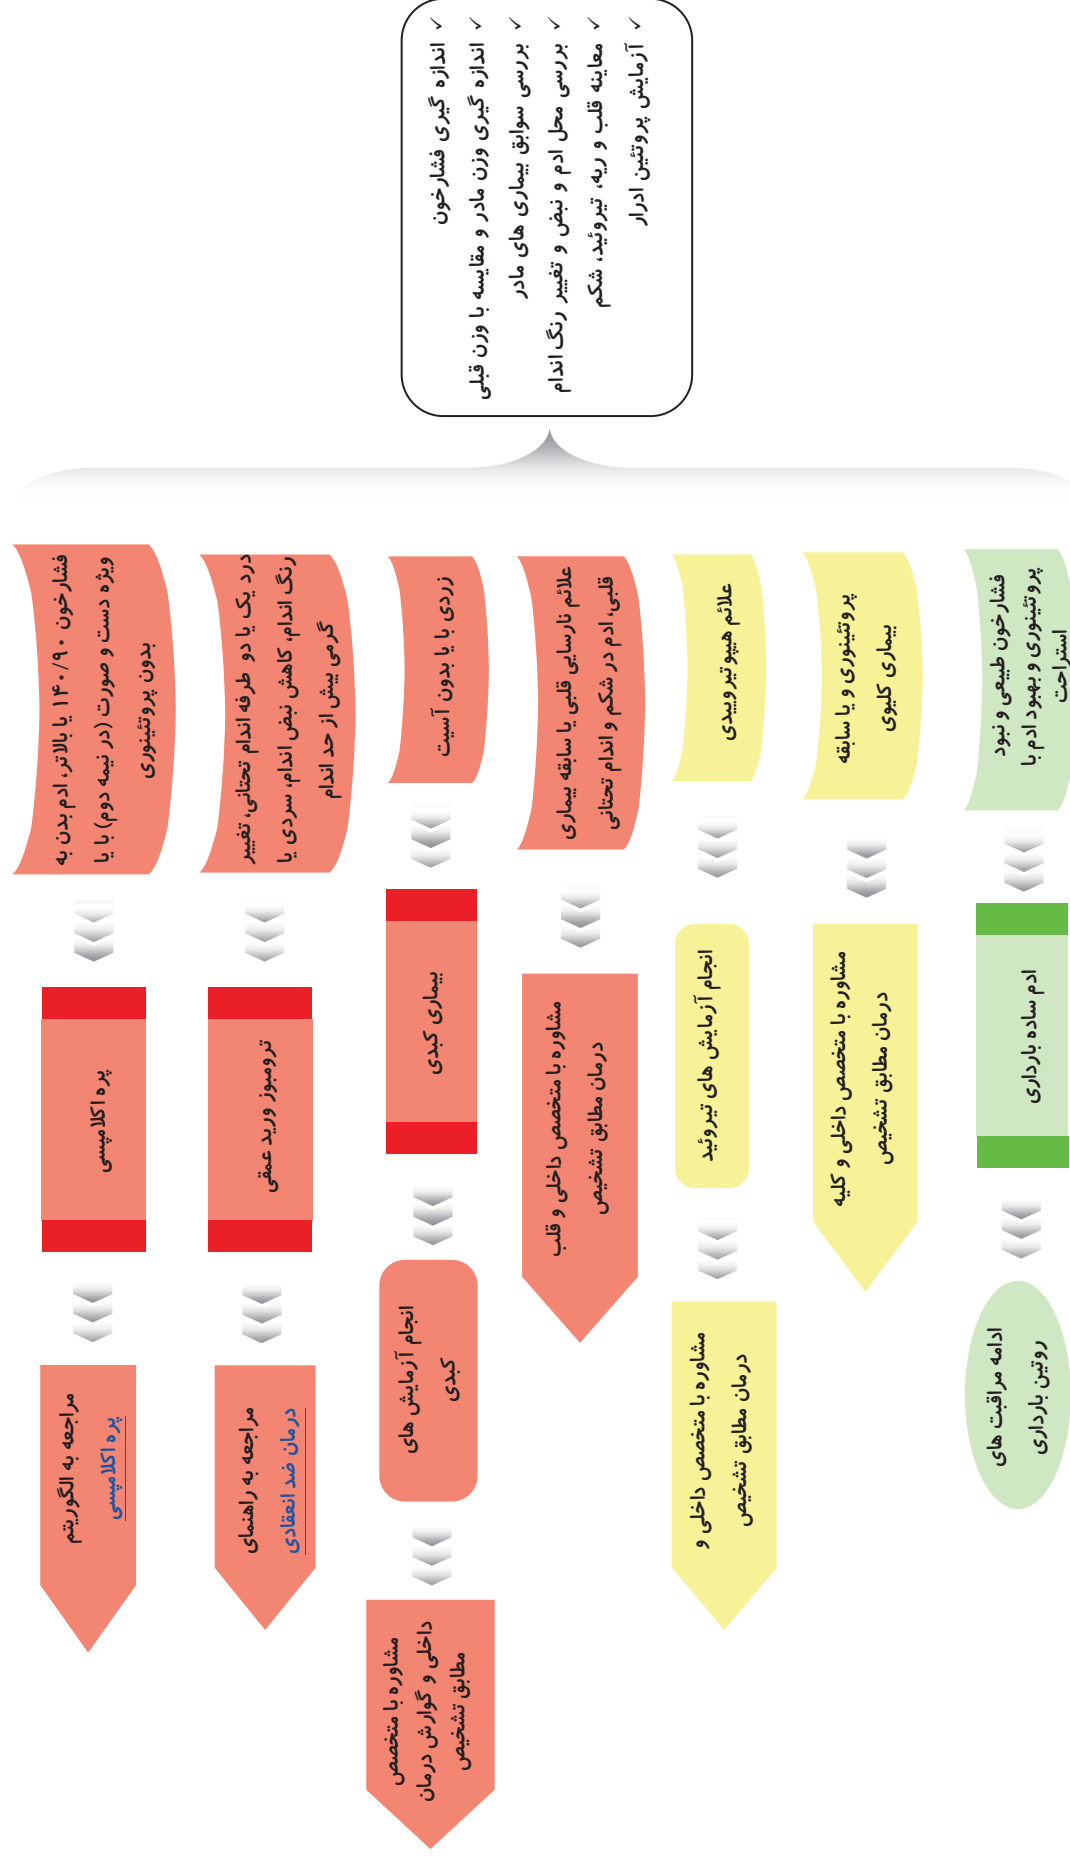 ✓ اندازه گیری فشارخون
✓ اندازه گیری وزن مادر و مقایسه با وزن قبلی
✓ بررسی سوابق بیماری های مادر
✓ بررسی محل ادم و نبض و تغییر رنگ اندام
✓ معاینه قلب و ریه، تیروئید، شکم
✓ آزمایش پروتئین ادرار
فشارخون ۱۴۰/۹۰ یا بالاتر، ادم بدن به
ویژه دست و صورت (در نیمه دوم) با یا
بدون پروتئینوری
پره اکلامپسی
مراجعه به الگوریتم
پره اکلامپسی
درد یک یا دو طرفه اندام تحتانی، تغییر
رنگ اندام، کاهش نبض اندام، سردی یا
گرمی بیش از حد اندام
ترومبوز ورید عمقی
مراجعه به راهنمای
درمان ضد انعقادی
زردی با یا بدون آسیت
بیماری کبدی
انجام آزمایش های
کبدی
مشاوره با متخصص
داخلی و گوارش درمان
مطابق تشخیص
علائم نارسایی قلبی یا سابقه بیماری
قلبی، ادم در شکم و اندام تحتانی
مشاوره با متخصص داخلی و قلب
درمان مطابق تشخیص
علائم هیپوتیروییدی
انجام آزمایش های تیروئید
مشاوره با متخصص داخلی و
درمان مطابق تشخیص
پروتئینوری و یا سابقه
بیماری کلیوی
مشاوره با متخصص داخلی و کلیه
درمان مطابق تشخیص
فشارخون طبیعی و نبود
پروتئینوری و بهبود ادم با
استراحت
ادم ساده بارداری
ادامه مراقبت های
روتین بارداری